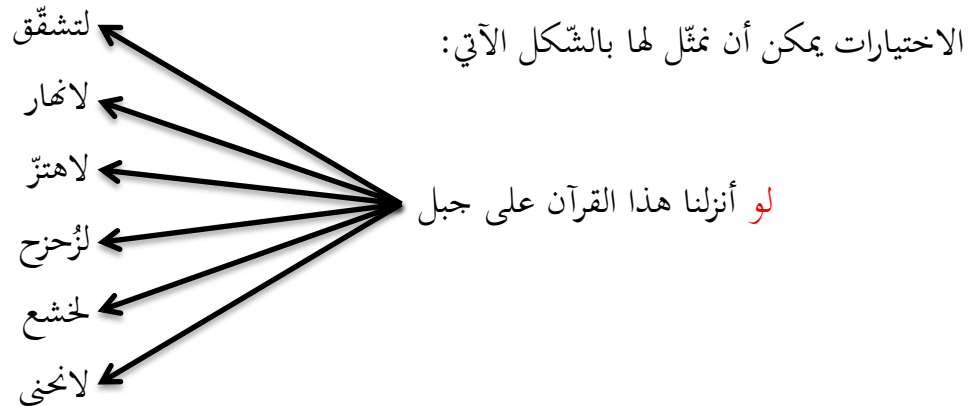 الاختيارات يمكن أن نمثّل لها بالشّكل الآتي:
لو أنزلنا هذا القرآن على جبل
لتشقّق
لانهار
لاهتزّ
لزُحزح
لخشع
لانحنى